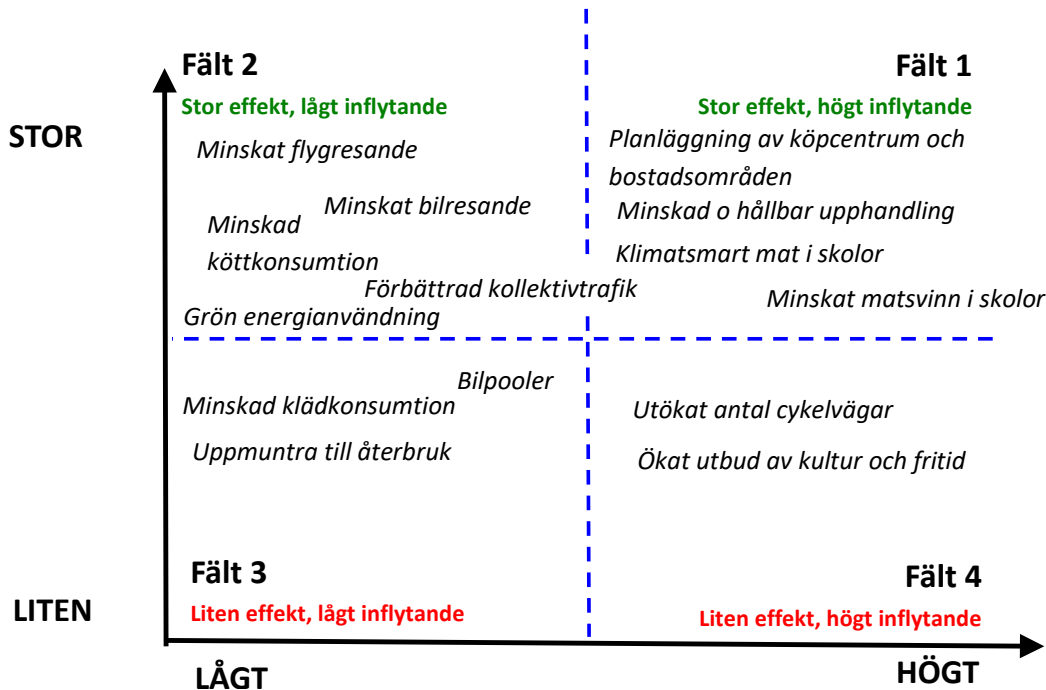 Fält 2
Fält 1
Stor effekt, lågt inflytande
Stor effekt, högt inflytande
STOR
Minskat flygresande
Planläggning av köpcentrum och
bostadsområden
Minskat bilresande
Minskad o hållbar upphandling
Minskad
köttkonsumtion
Klimatsmart mat i skolor
Förbättrad kollektivtrafik
Minskat matsvinn i skolor
Grön energianvändning
Bilpooler
Minskad klädkonsumtion
Utökat antal cykelvägar
Uppmuntra till återbruk
Ökat utbud av kultur och fritid
Fält 3
Fält 4
LITEN
Liten effekt, lågt inflytande
Liten effekt, högt inflytande
LÅGT
HÖGT